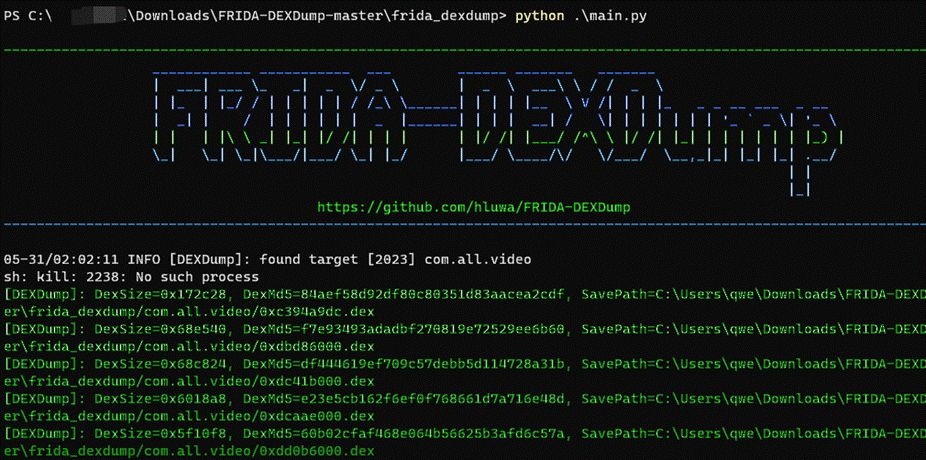 PS C:\ \Downloads\FRIDA-DEXDump-master\frida_dexdump> python .\main.py
FRIDA-DEXDump
https://github.com/hluwa/FRIDA-DEXDump
05-31/02:02:11 INFO [DEXDump]: found target [2023] com.all.video
sh: kill: 2238: No such process
[DEXDump]: DexSize=0x172c28, DexMd5=84aef58d92df80c80351d83aacea2cdf, SavePath=C:\Users\qwe\Downloads\FRIDA-DEXD
er\frida_dexdump/com.all.video/0xc394a9dc.dex
[DEXDump]: DexSize=0x68e540, DexMd5=f7e93493adadbf270819e72529ee6b60, SavePath=C:\Users\qwe\Downloads\FRIDA-DEXD
er\frida_dexdump/com.all.video/0xdbd86000.dex
[DEXDump]: DexSize=0x68c824, DexMd5=df444619ef709c57debb5d114728a31b, SavePath=C:\Users\qwe\Downloads\FRIDA-DEXD
er\frida_dexdump/com.all.video/0xdc41b000.dex
[DEXDump]: DexSize=0x6018a8, DexMd5=e23e5cb162f6ef0f768661d7a716e48d, SavePath=C:\Users\qwe\Downloads\FRIDA-DEXD
er\frida_dexdump/com.all.video/0xdcaae000.dex
[DEXDump]: DexSize=0x5f10f8, DexMd5=60b02cfaf468e064b56625b3afd6c57a, SavePath=C:\Users\qwe\Downloads\FRIDA-DEXD
er\frida_dexdump/com.all.video/0xdd0b6000.dex